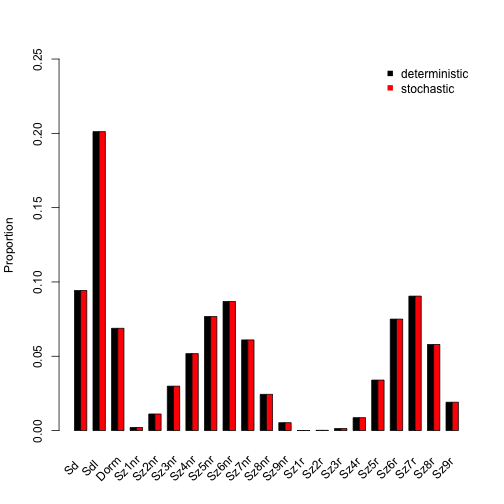 deterministic
stochastic
Proportion
0.25
0.20
0.15
0.10
0.05
0.00
Sd
Sdl
Dorm
Sz1nr
Sz2nr
Sz3nr
Sz4nr
Sz5nr
Sz6nr
Sz7nr
Sz8nr
Sz9nr
Sz1r
Sz2r
Sz3r
Sz4r
Sz5r
Sz6r
Sz7r
Sz8r
Sz9r